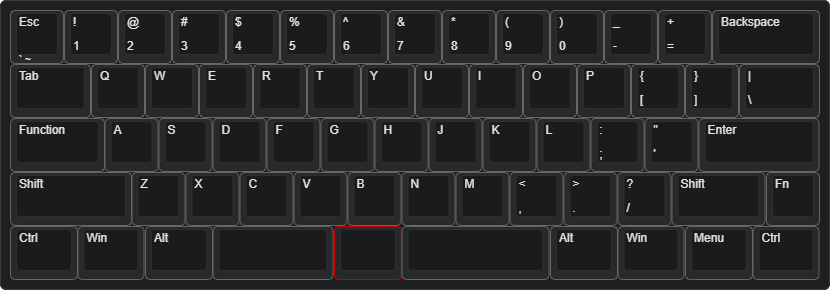 Esc ! @ # $ % ^ & * ( ) _ + Backspace
1 2 3 4 5 6 7 8 9 0 - =
` ~
Tab Q W E R T Y U I O P { } |
[ ] \
Function A S D F G H J K L : " Enter
; '
Shift Z X C V B N M < > ? Shift Fn
, . /
Ctrl Win Alt Alt Win Menu Ctrl